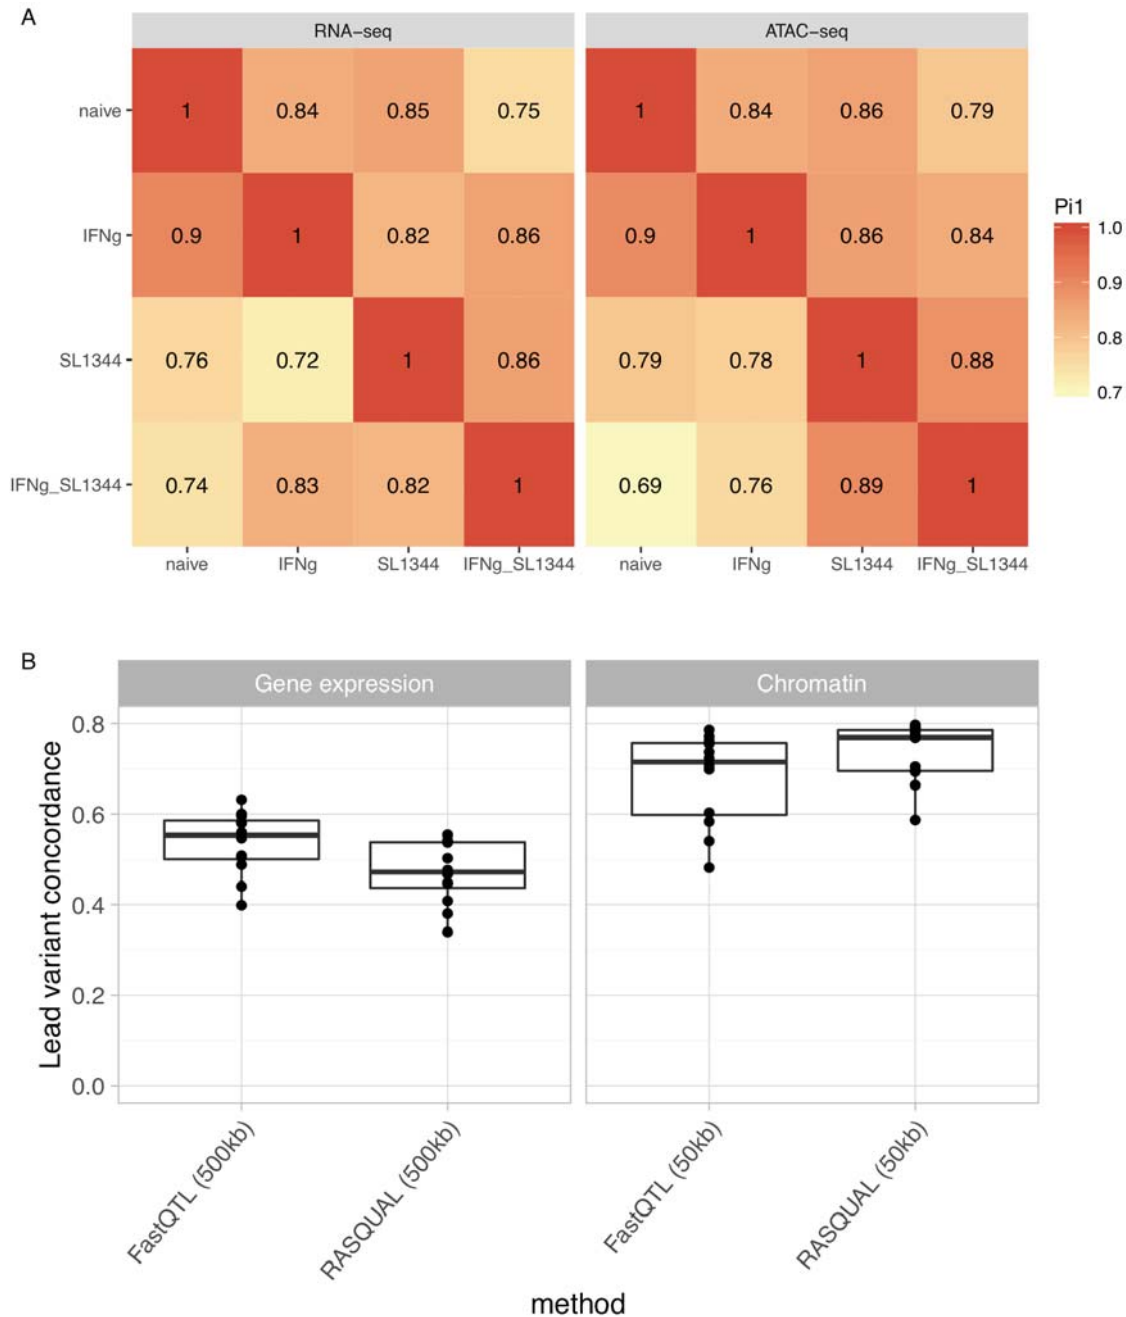 A
RNA−seq ATAC−seq
naive 1 0.84 0.85 0.75 1 0.84 0.86 0.79
IFNg 0.9 1 0.82 0.86 0.9 1 0.86 0.84
SL1344 0.76 0.72 1 0.86 0.79 0.78 1 0.88
IFNg_SL1344 0.74 0.83 0.82 1 0.69 0.76 0.89 1
naive IFNg SL1344 IFNg_SL1344 naive IFNg SL1344 IFNg_SL1344
Pi1
1.0
0.9
0.8
0.7
B
Gene expression Chromatin
Lead variant concordance
0.8
0.6
0.4
0.2
0.0
FastQTL (500kb)
RASQUAL (500kb)
FastQTL (50kb)
RASQUAL (50kb)
method